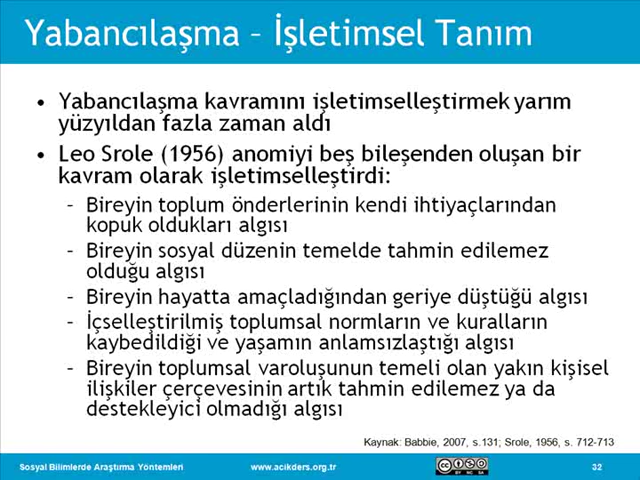 Yabancılaşma – İşletimsel Tanım
• Yabancılaşma kavramını işletimselleştirmek yarım
yüzyıldan fazla zaman aldı
• Leo Srole (1956) anomiyi beş bileşenden oluşan bir
kavram olarak işletimselleştirdi:
– Bireyin toplum önderlerinin kendi ihtiyaçlarından
kopuk oldukları algısı
– Bireyin sosyal düzenin temelde tahmin edilemez
olduğu algısı
– Bireyin hayatta amaçladığından geriye düştüğü algısı
– İçselleştirilmiş toplumsal normların ve kuralların
kaybedildiği ve yaşamın anlamsızlaştığı algısı
– Bireyin toplumsal varoluşunun temeli olan yakın kişisel
ilişkiler çerçevesinin artık tahmin edilemez ya da
destekleyici olmadığı algısı
Kaynak: Babbie, 2007, s.131; Srole, 1956, s. 712-713
Sosyal Bilimlerde Araştırma Yöntemleri www.acikders.org.tr cc BY NC SA 32